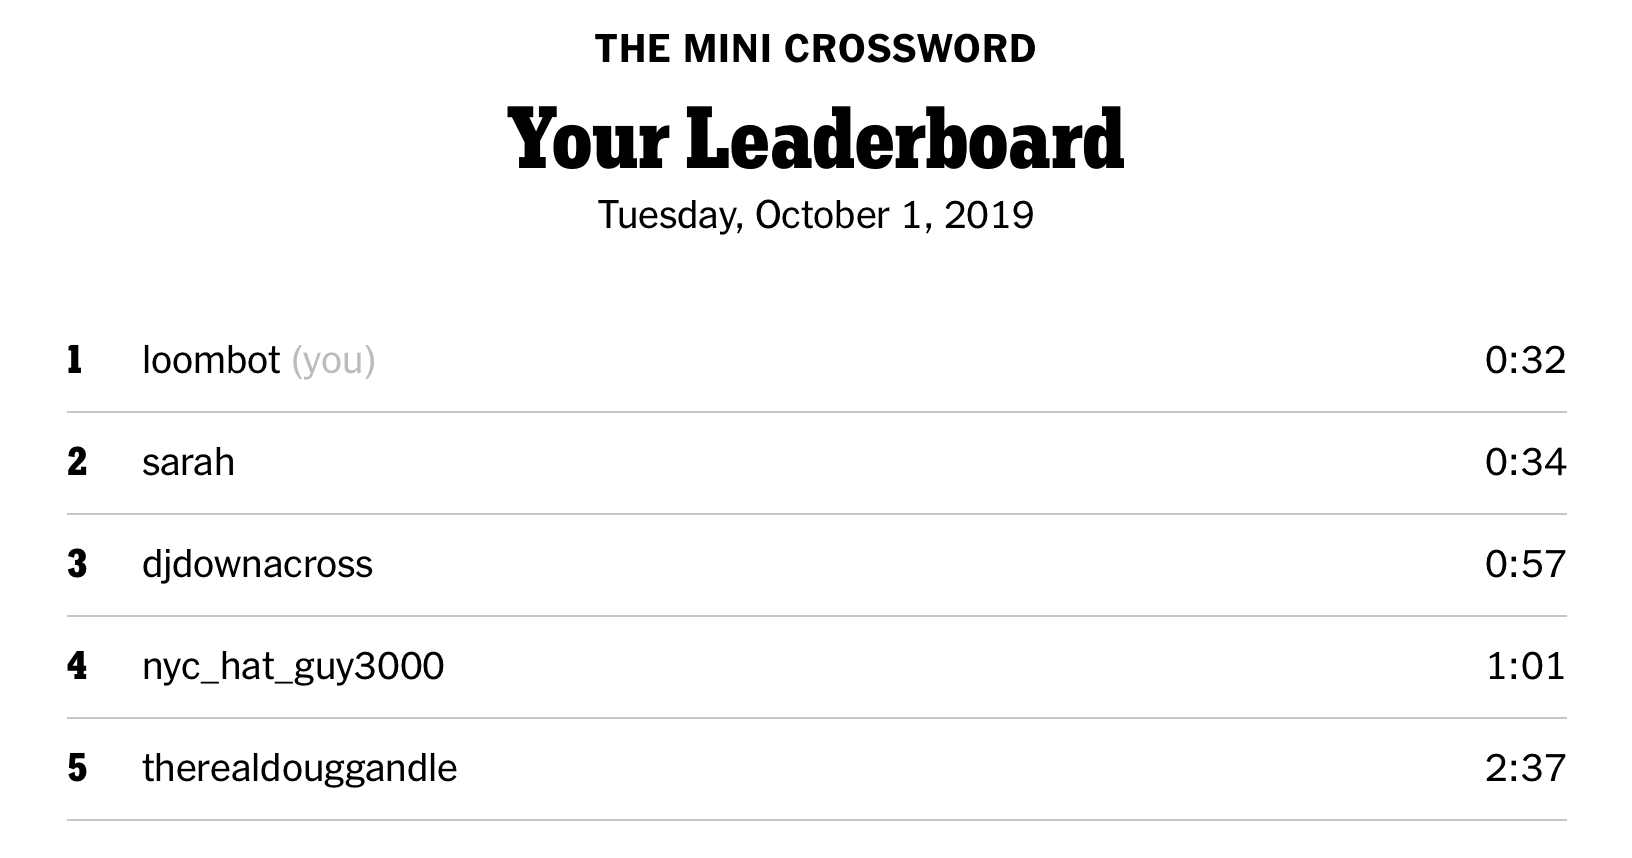 THE MINI CROSSWORD
Your Leaderboard
Tuesday, October 1, 2019
1 loombot (you) 0:32
2 sarah 0:34
3 djdownacross 0:57
4 nyc_hat_guy3000 1:01
5 therealdouggandle 2:37